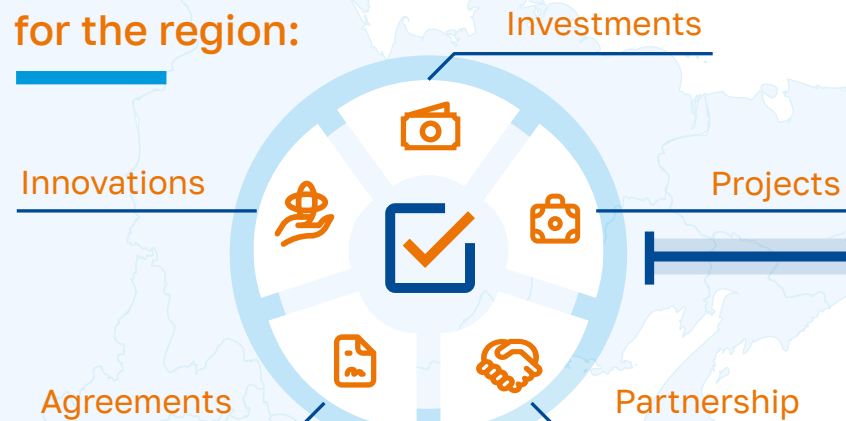 for the region:
Investments
Innovations
Projects
Agreements
Partnership